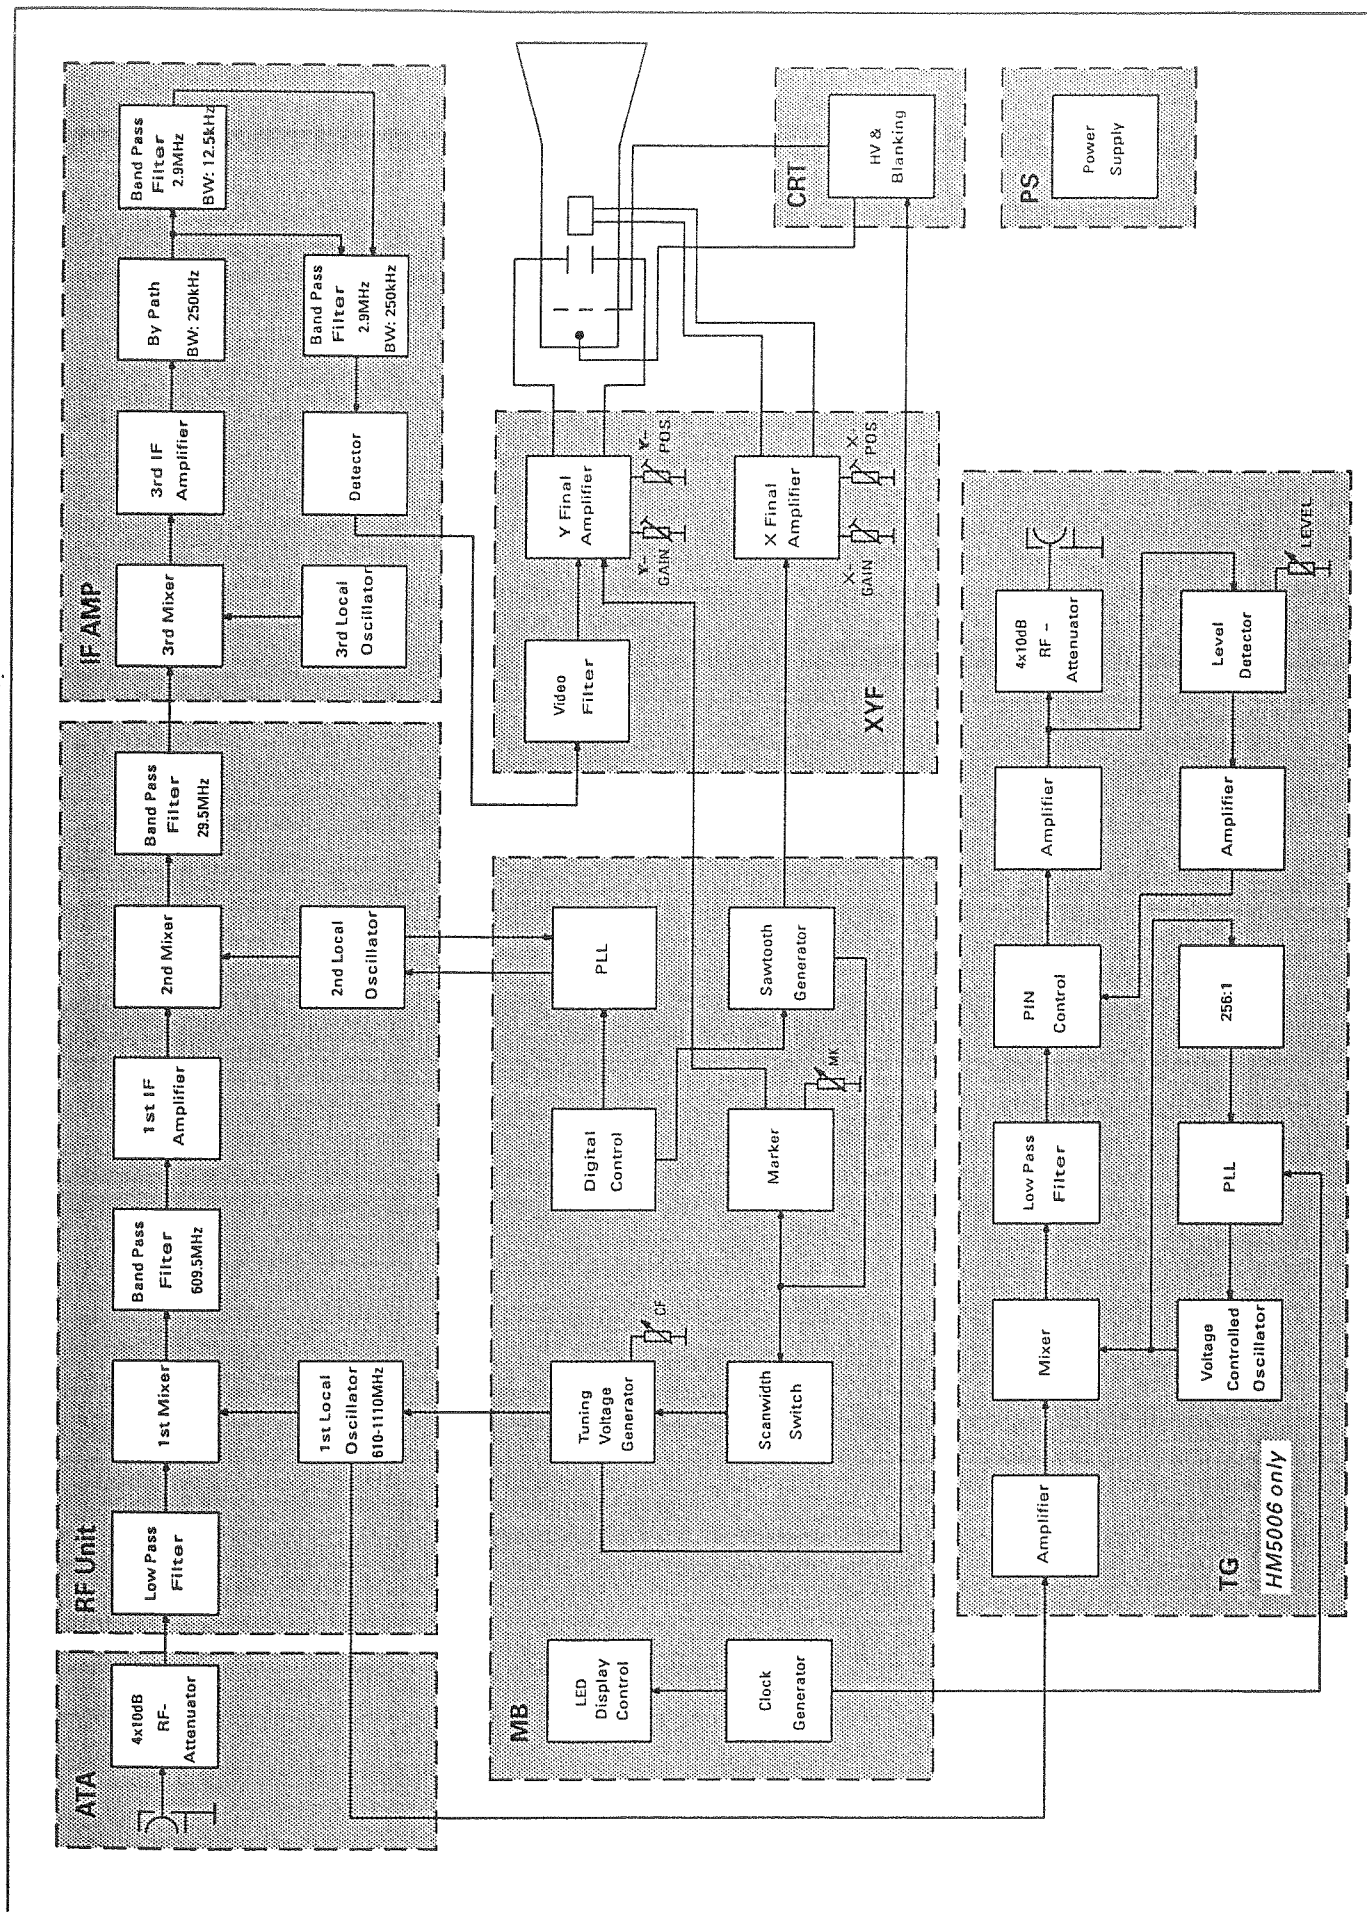 ATA
4x10dB
RF-
Attenuator
RF Unit
Low Pass
Filter
1st Mixer
Band Pass
Filter
609.5MHz
1st IF
Amplifier
2nd Mixer
Band Pass
Filter
29.5MHz
1st Local
Oscillator
610-1110MHz
2nd Local
Oscillator
IF AMP
3rd Mixer
3rd IF
Amplifier
By Path
BW: 250kHz
Band Pass
Filter
2.9MHz
BW: 12.5kHz
3rd Local
Oscillator
Detector
Band Pass
Filter
2.9MHz
BW: 250kHz
MB
LED
Display
Control
Clock
Generator
Tuning
Voltage
Generator
CF
Scanwidth
Switch
Digital
Control
Marker
MK
PLL
Sawtooth
Generator
XYF
Video
Filter
Y Final
Amplifier
Y-
GAIN
Y-
POS.
X Final
Amplifier
X-
GAIN
X-
POS.
CRT
HV &
Blanking
PS
Power
Supply
TG
HM5006 only
Amplifier
Mixer
Low Pass
Filter
PIN
Control
Amplifier
4x10dB
RF -
Attenuator
Voltage
Controlled
Oscillator
PLL
256:1
Amplifier
Level
Detector
LEVEL